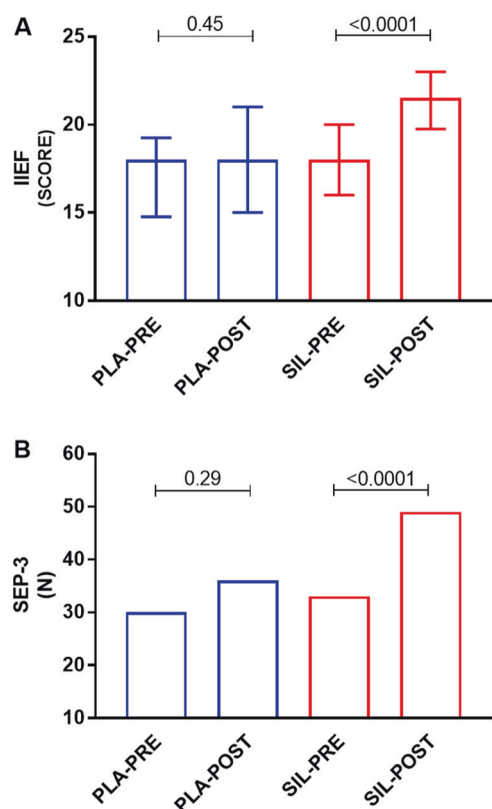 A
0.45
<0.0001
25
20
15
10
IIEF
(SCORE)
PLA-PRE
PLA-POST
SIL-PRE
SIL-POST
B
0.29
<0.0001
60
50
40
30
20
10
SEP-3
(N)
PLA-PRE
PLA-POST
SIL-PRE
SIL-POST